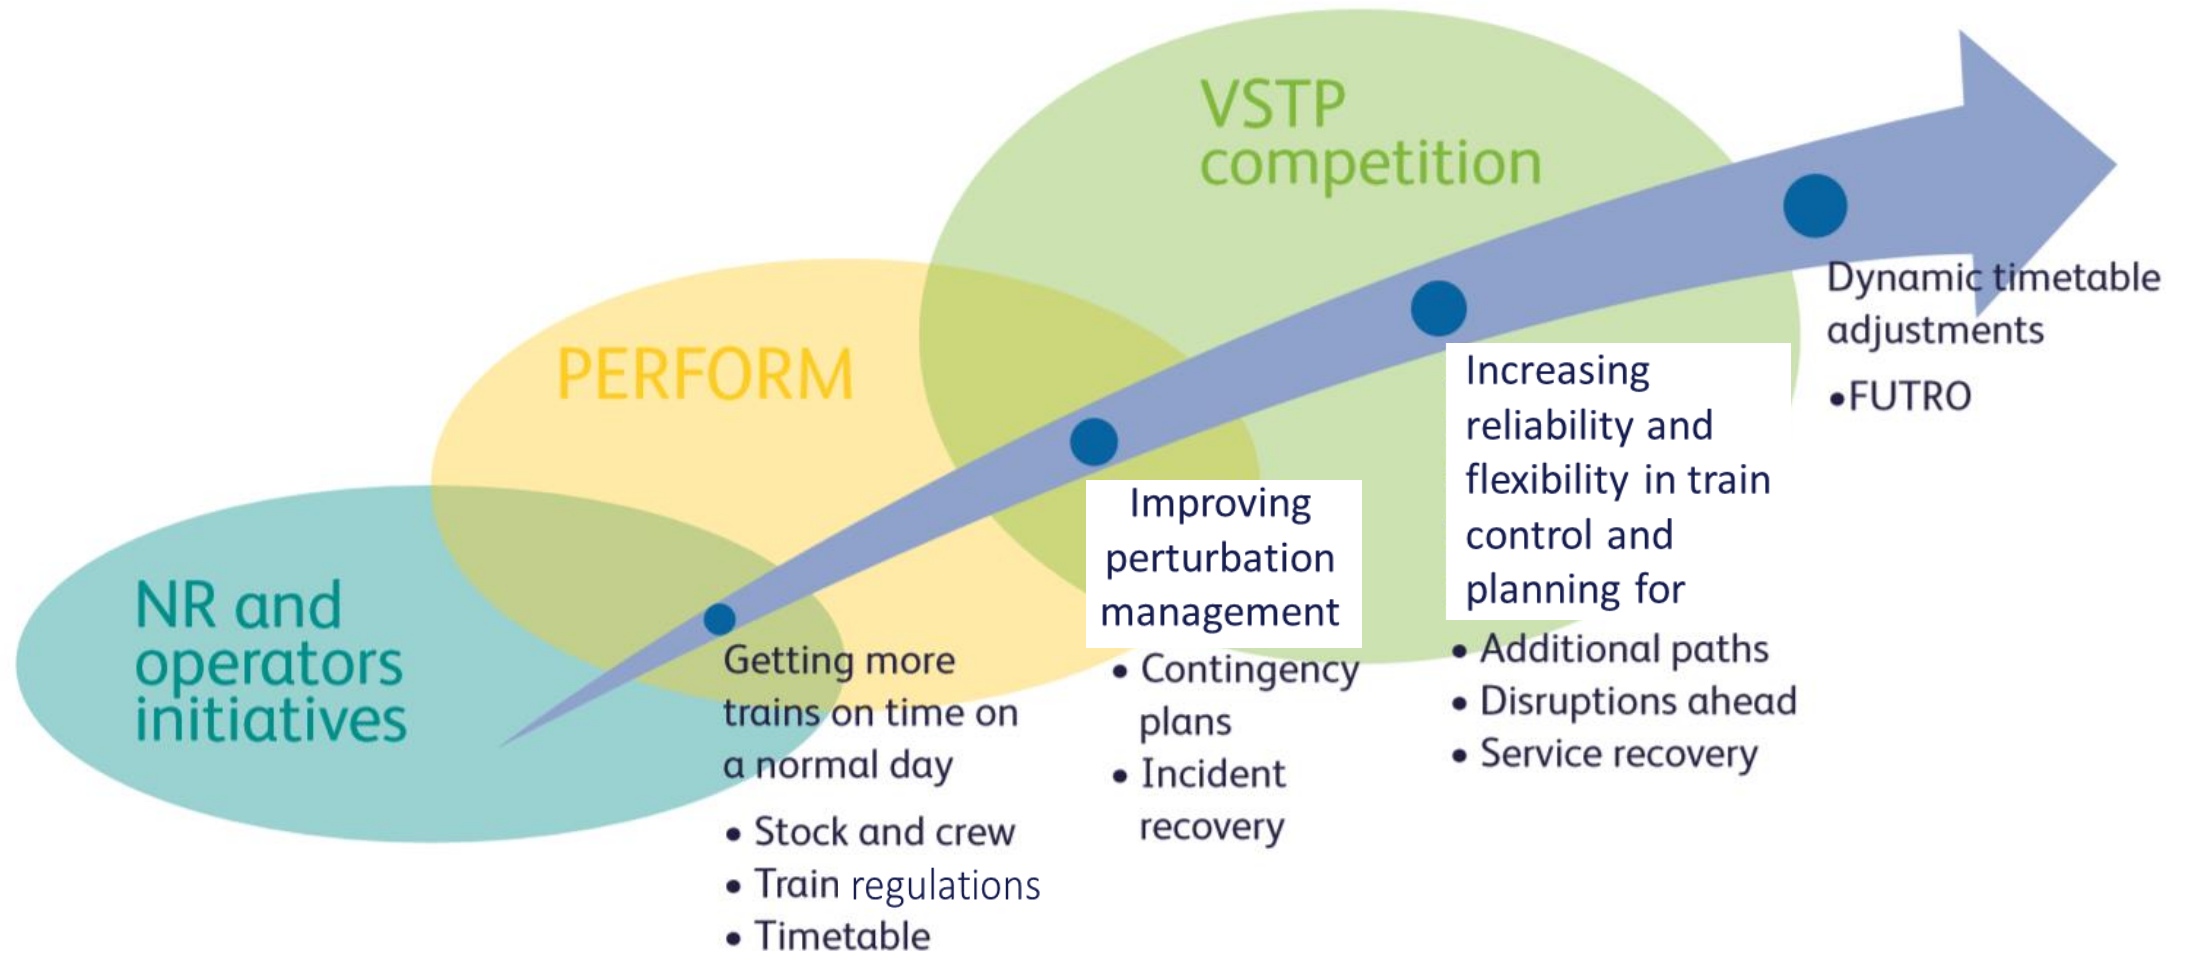 VSTP
competition
PERFORM
NR and
operators
initiatives
Getting more
trains on time on
a normal day
• Stock and crew
• Train regulations
• Timetable
Improving
perturbation
management
• Contingency
plans
• Incident
recovery
Increasing
reliability and
flexibility in train
control and
planning for
• Additional paths
• Disruptions ahead
• Service recovery
Dynamic timetable
adjustments
•FUTRO